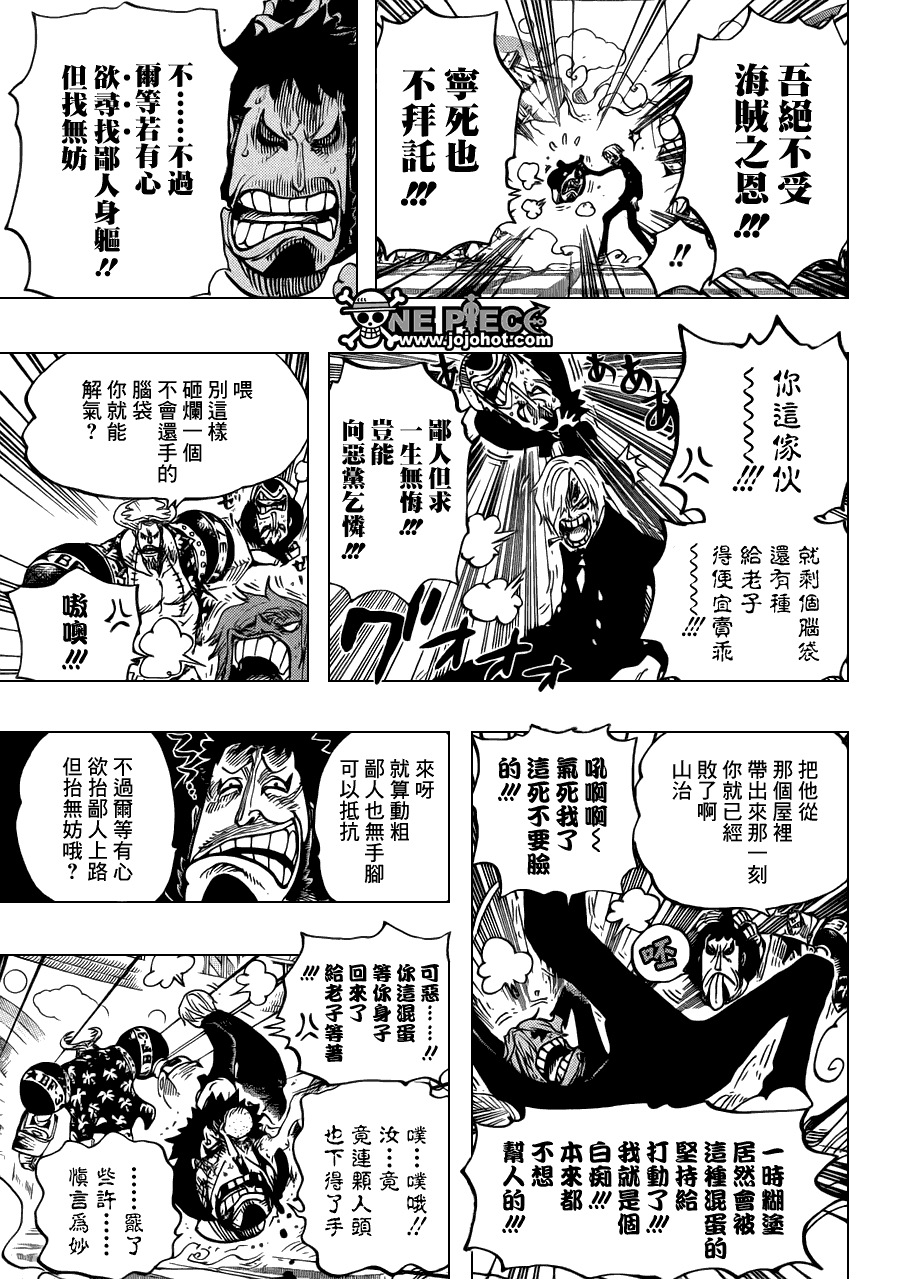 吾絕不受
海賊之恩!!!
!!
寧死也
不拜託!!!
不……不過
爾等若有心
欲尋找鄙人身軀
但找無妨!!
ONE PIECE
www.jojohot.com
你這傢伙
~~~!!!
就剩個腦袋
還有種
給老子
得便宜賣乖
~~~!!!
ああああ
鄙人但求
一生無悔!!!
豈能
向惡黨乞憐!!!
グオオオ
喂
別這樣
砸爛一個
不會還手的
腦袋
你就能
解氣?
嗷噢!!!
把他從
那個屋裡
帶出來那一刻
你就已經
敗了啊
山治
吼啊啊~
氣死我了
這死不要臉
的!!!
呸
一時糊塗
居然會被
這種混蛋的
堅持給
打動了!!!
我就是個
白痴!!!
本來都
不想
幫人的!!!
來呀
就算動粗
鄙人也無手腳
可以抵抗
不過爾等有心
欲抬鄙人上路
但抬無妨哦?
可惡……!!
你這混蛋
等你身子
回來了
給老子等著
!!!
噗…噗哦!!
汝…竟
竟連顆人頭
也下得了手
……罷了
些許……
慎言為妙